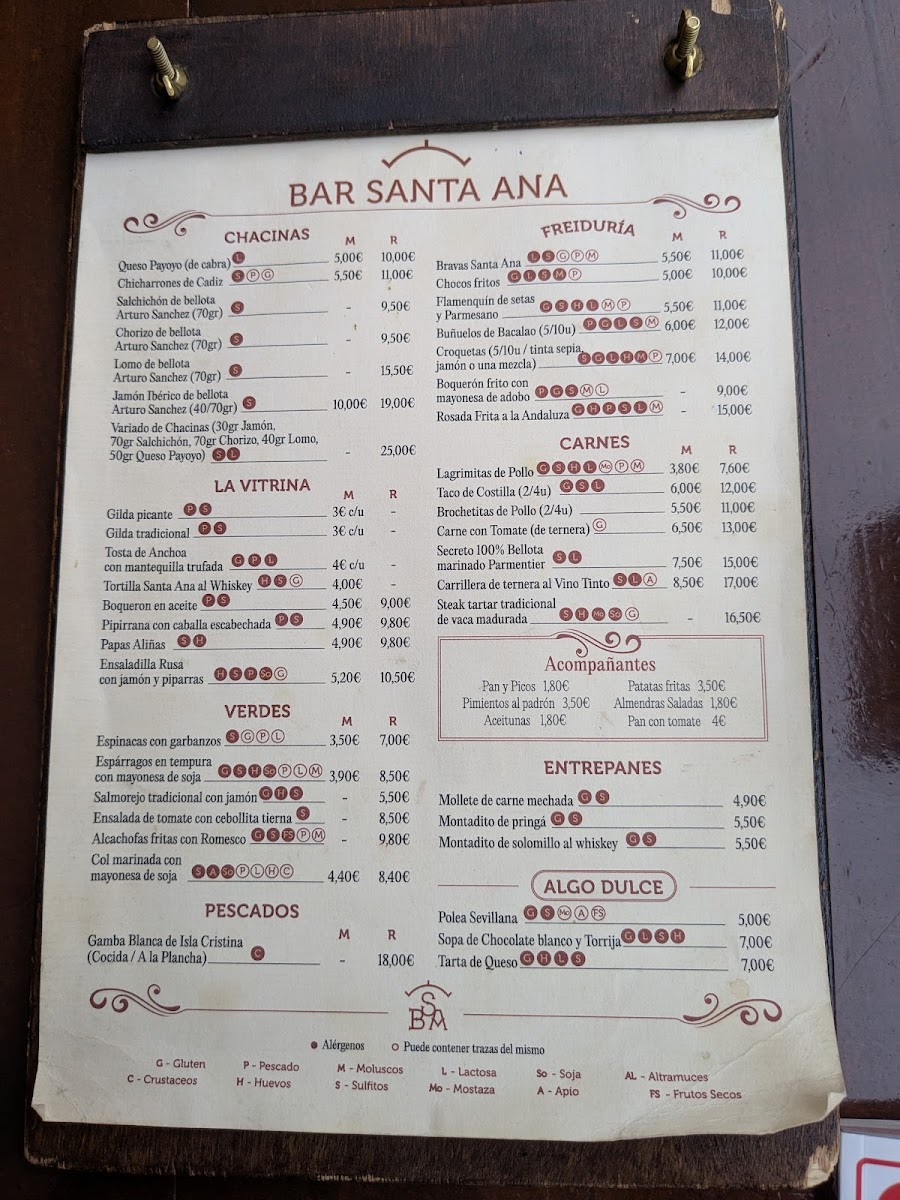 BAR SANTA ANA
CHACINAS M R
Queso Payoyo (de cabra) L 5,00€ 10,00€
Chicharrones de Cadiz S P G 5,50€ 11,00€
Salchichón de bellota
Arturo Sanchez (70gr) S - 9,50€
Chorizo de bellota
Arturo Sanchez (70gr) S - 9,50€
Lomo de bellota
Arturo Sanchez (70gr) S - 15,50€
Jamón Ibérico de bellota
Arturo Sanchez (40/70gr) S 10,00€ 19,00€
Variado de Chacinas (30gr Jamón,
70gr Salchichón, 70gr Chorizo, 40gr Lomo,
50gr Queso Payoyo) S L - 25,00€
LA VITRINA M R
Gilda picante P S 3€ c/u -
Gilda tradicional P S 3€ c/u -
Tosta de Anchoa
con mantequilla trufada G P L 4€ c/u -
Tortilla Santa Ana al Whiskey H S G 4,00€ -
Boqueron en aceite P S 4,50€ 9,00€
Pipirrana con caballa escabechada P S 4,90€ 9,80€
Papas Aliñas S H 4,90€ 9,80€
Ensaladilla Rusa
con jamón y piparras H S P So G 5,20€ 10,50€
VERDES M R
Espinacas con garbanzos S G P L 3,50€ 7,00€
Espárragos en tempura
con mayonesa de soja G S H So P L M 3,90€ 8,50€
Salmorejo tradicional con jamón G H S - 5,50€
Ensalada de tomate con cebollita tierna S - 8,50€
Alcachofas fritas con Romesco G S FS P M - 9,80€
Col marinada con
mayonesa de soja S A So P L H C 4,40€ 8,40€
PESCADOS M R
Gamba Blanca de Isla Cristina
(Cocida / A la Plancha) C - 18,00€
FREIDURÍA M R
Bravas Santa Ana L S G P M 5,50€ 11,00€
Chocos fritos G L S M P 5,00€ 10,00€
Flamenquín de setas
y Parmesano G S H L M P 5,50€ 11,00€
Buñuelos de Bacalao (5/10u) P G L S M 6,00€ 12,00€
Croquetas (5/10u / tinta sepia,
jamón o una mezcla) S G L H M P 7,00€ 14,00€
Boquerón frito con
mayonesa de adobo P G S M L - 9,00€
Rosada Frita a la Andaluza G H P S L M - 15,00€
CARNES M R
Lagrimitas de Pollo G S H L Mo P M 3,80€ 7,60€
Taco de Costilla (2/4u) G S L 6,00€ 12,00€
Brochetitas de Pollo (2/4u) 5,50€ 11,00€
Carne con Tomate (de ternera) G 6,50€ 13,00€
Secreto 100% Bellota
marinado Parmentier S L 7,50€ 15,00€
Carrillera de ternera al Vino Tinto S L A 8,50€ 17,00€
Steak tartar tradicional
de vaca madurada S H Mo So G - 16,50€
Acompañantes
Pan y Picos 1,80€ Patatas fritas 3,50€
Pimientos al padrón 3,50€ Almendras Saladas 1,80€
Aceitunas 1,80€ Pan con tomate 4€
ENTREPANES
Mollete de carne mechada G S 4,90€
Montadito de pringá G S 5,50€
Montadito de solomillo al whiskey G S 5,50€
ALGO DULCE
Polea Sevillana G S Mo A FS 5,00€
Sopa de Chocolate blanco y Torrija G L S H 7,00€
Tarta de Queso G H L S 7,00€
SBA
Alérgenos Puede contener trazas del mismo
G - Gluten P - Pescado M - Moluscos L - Lactosa So - Soja AL - Altramuces
C - Crustaceos H - Huevos S - Sulfitos Mo - Mostaza A - Apio FS - Frutos Secos